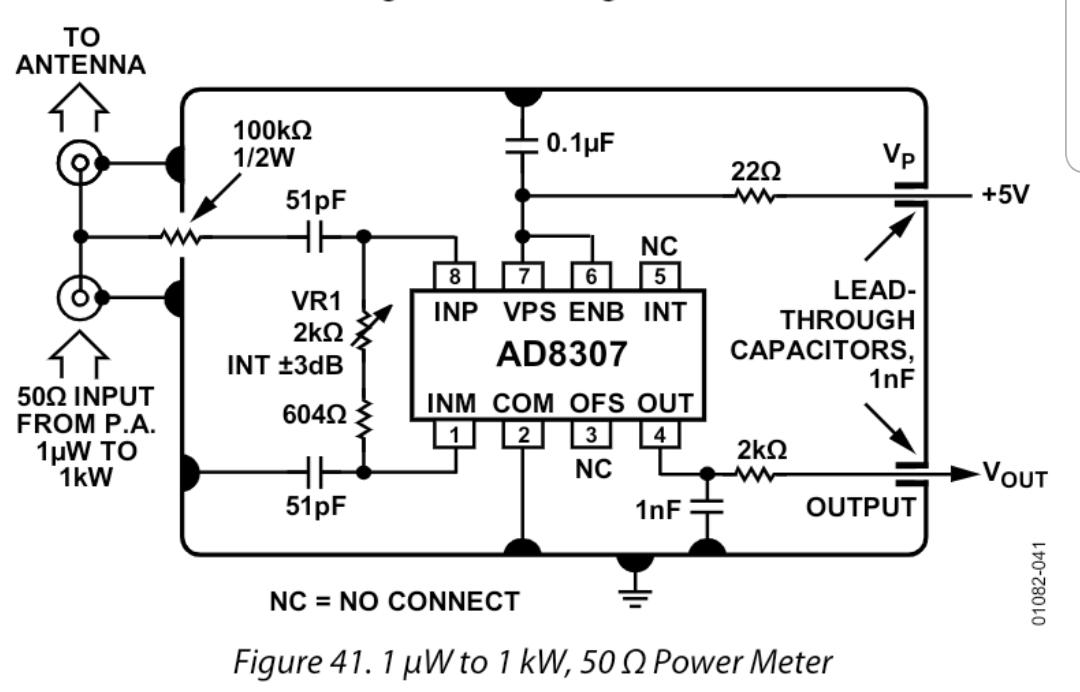 TO
ANTENNA
100kΩ
1/2W
51pF
0.1µF
22Ω
VP
+5V
NC
8
7
6
5
INP
VPS
ENB
INT
VR1
2kΩ
INT ±3dB
AD8307
LEAD-
THROUGH
CAPACITORS,
1nF
50Ω INPUT
FROM P.A.
1µW TO
1kW
604Ω
INM
COM
OFS
OUT
1
2
3
4
NC
51pF
2kΩ
1nF
VOUT
OUTPUT
NC = NO CONNECT
01082-041
Figure 41. 1 µW to 1 kW, 50 Ω Power Meter